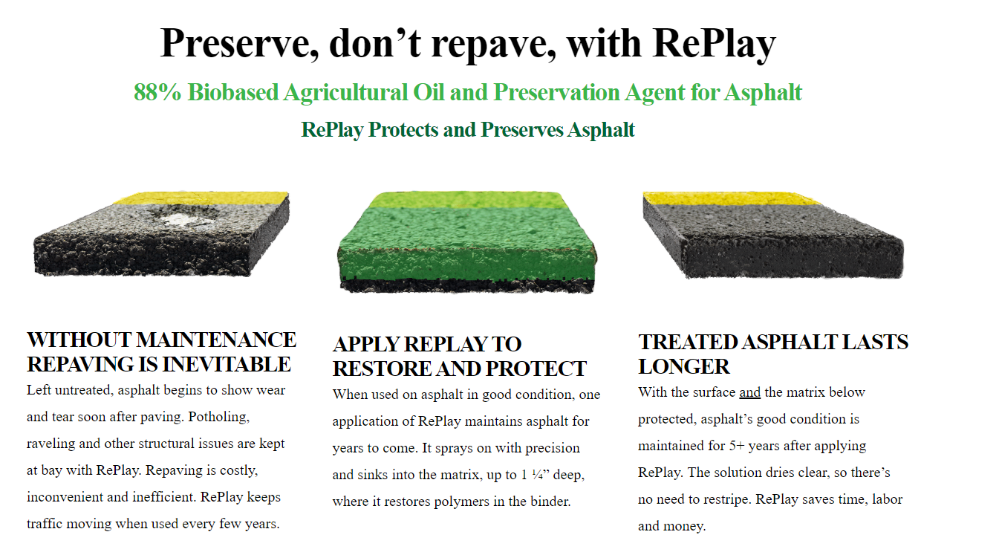 Preserve, don’t repave, with RePlay
88% Biobased Agricultural Oil and Preservation Agent for Asphalt
RePlay Protects and Preserves Asphalt
WITHOUT MAINTENANCE
REPAVING IS INEVITABLE
Left untreated, asphalt begins to show wear
and tear soon after paving. Potholing,
raveling and other structural issues are kept
at bay with RePlay. Repaving is costly,
inconvenient and inefficient. RePlay keeps
traffic moving when used every few years.
APPLY REPLAY TO
RESTORE AND PROTECT
When used on asphalt in good condition, one
application of RePlay maintains asphalt for
years to come. It sprays on with precision
and sinks into the matrix, up to 1 ¼” deep,
where it restores polymers in the binder.
TREATED ASPHALT LASTS
LONGER
With the surface and the matrix below
protected, asphalt’s good condition is
maintained for 5+ years after applying
RePlay. The solution dries clear, so there’s
no need to restripe. RePlay saves time, labor
and money.